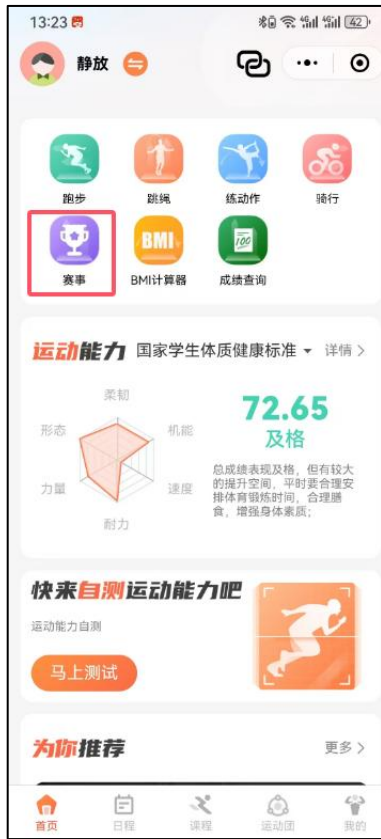 13:23
4G 4G 42
静放
跑步 跳绳 练动作 骑行
BMI 100
赛事 BMI计算器 成绩查询
运动能力 国家学生体质健康标准 详情 >
柔韧
形态 机能
力量 速度
耐力
72.65
及格
总成绩表现及格，但有较大
的提升空间，平时要合理安
排体育锻炼时间，合理膳
食，增强身体素质；
快来自测运动能力吧
运动能力自测
马上测试
为你推荐 更多 >
首页 日程 课程 运动团 我的